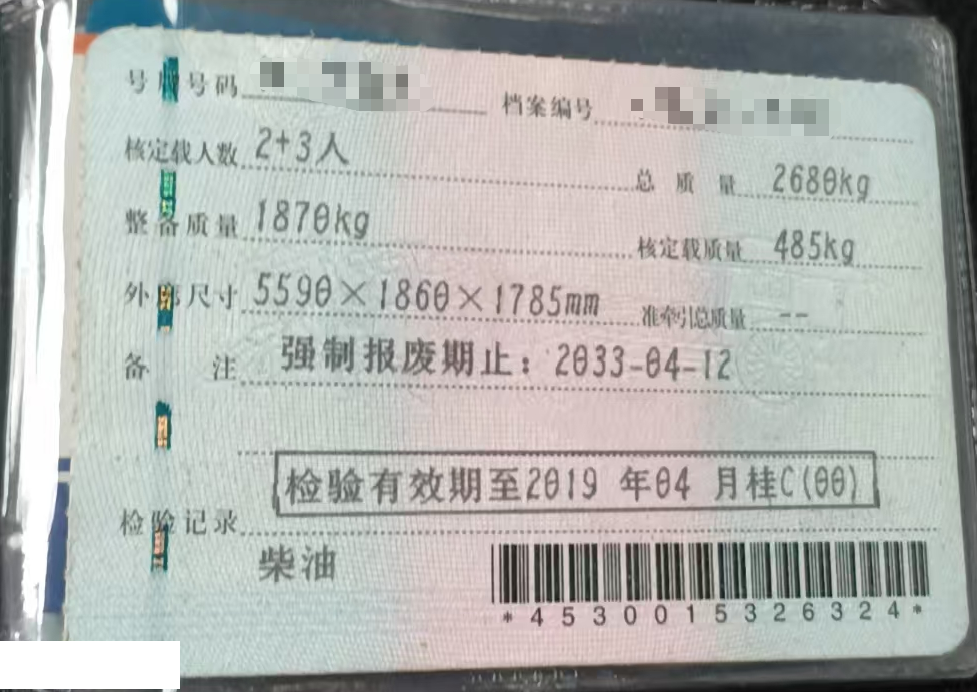 号牌号码
档案编号
核定载人数 2+3人
总质量 2680kg
整备质量 1870kg
核定载质量 485kg
外廓尺寸 5590×1860×1785mm
准牵引总质量 --
备注 强制报废期止：2033-04-12
检验有效期至2019 年04 月桂C(00)
检验记录
柴油
*4530015326324*